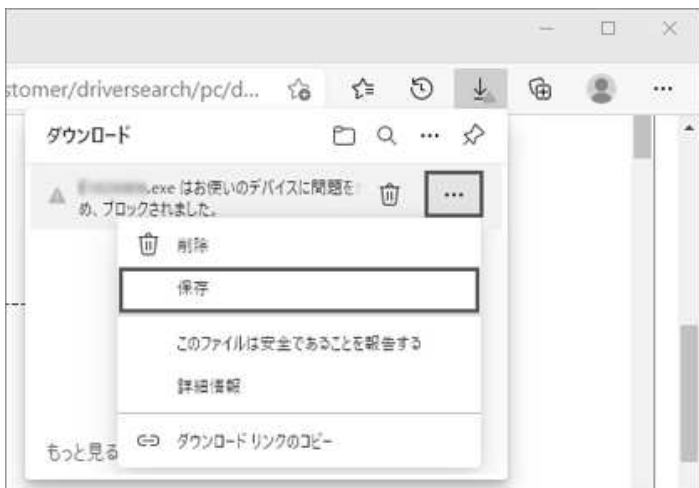 stomer/driversearch/pc/d...
ダウンロード
.exe はお使いのデバイスに問題を
め、ブロックされました。
削除
保存
このファイルは安全であることを報告する
詳細情報
もっと見る
ダウンロード リンクのコピー